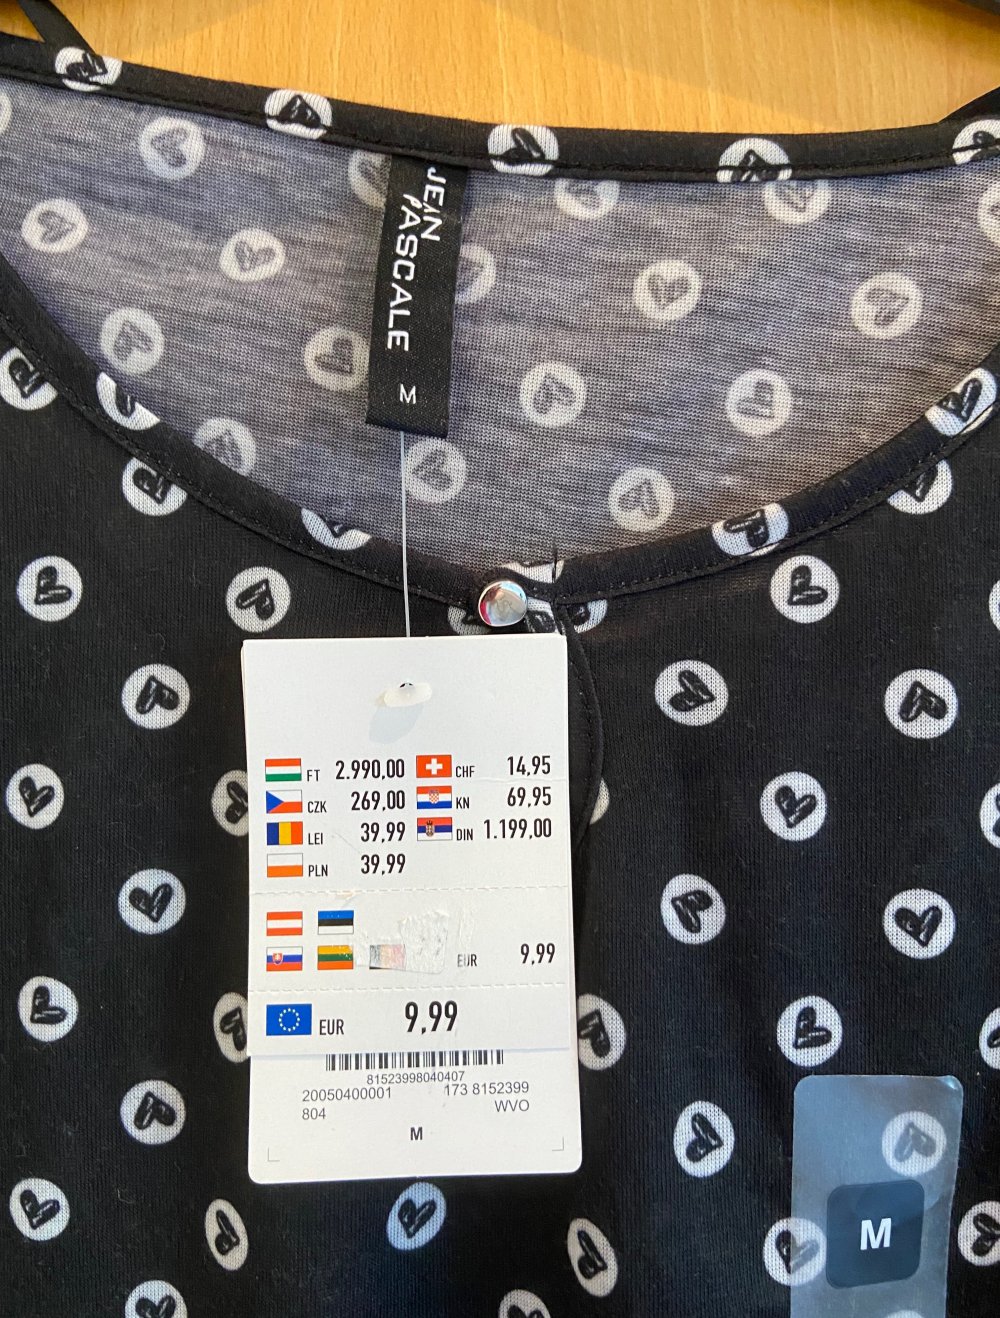 JEAN
PASCALE
M
FT 2.990,00 CHF 14,95
CZK 269,00 KN 69,95
LEI 39,99 DIN 1.199,00
PLN 39,99
EUR 9,99
EUR 9,99
81523998040407
20050400001 173 8152399
804 WVO
M
M